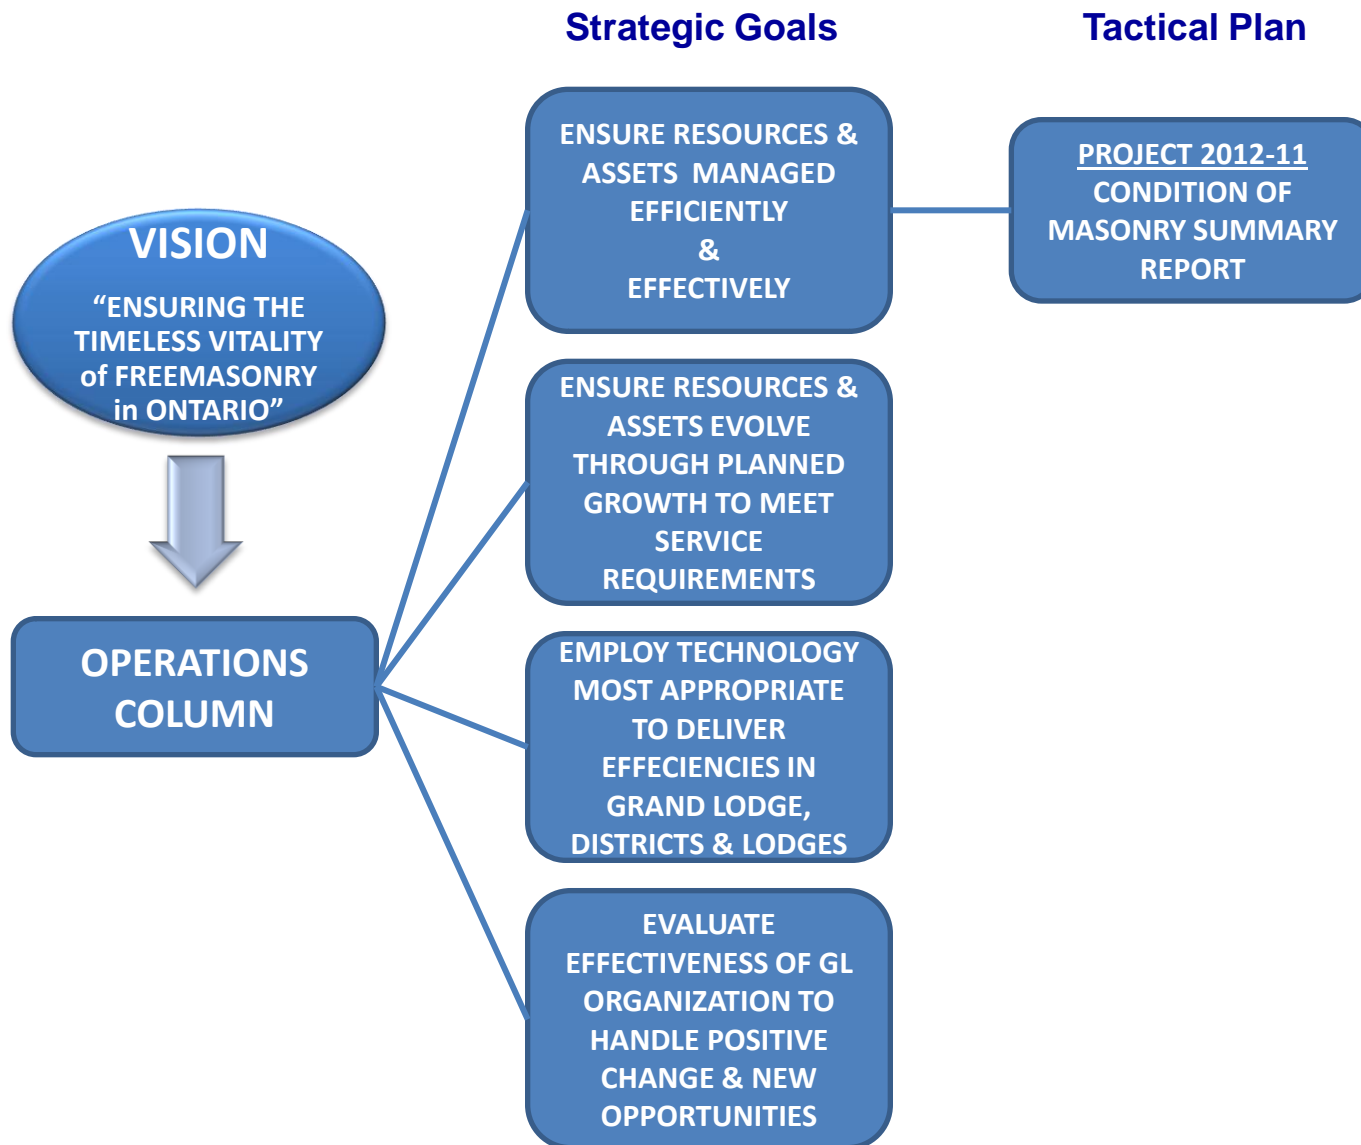 Strategic Goals
Tactical Plan
VISION
“ENSURING THE
TIMELESS VITALITY
of FREEMASONRY
in ONTARIO”
OPERATIONS
COLUMN
ENSURE RESOURCES &
ASSETS MANAGED
EFFICIENTLY
&
EFFECTIVELY
PROJECT 2012-11
CONDITION OF
MASONRY SUMMARY
REPORT
ENSURE RESOURCES &
ASSETS EVOLVE
THROUGH PLANNED
GROWTH TO MEET
SERVICE
REQUIREMENTS
EMPLOY TECHNOLOGY
MOST APPROPRIATE
TO DELIVER
EFFECIENCIES IN
GRAND LODGE,
DISTRICTS & LODGES
EVALUATE
EFFECTIVENESS OF GL
ORGANIZATION TO
HANDLE POSITIVE
CHANGE & NEW
OPPORTUNITIES